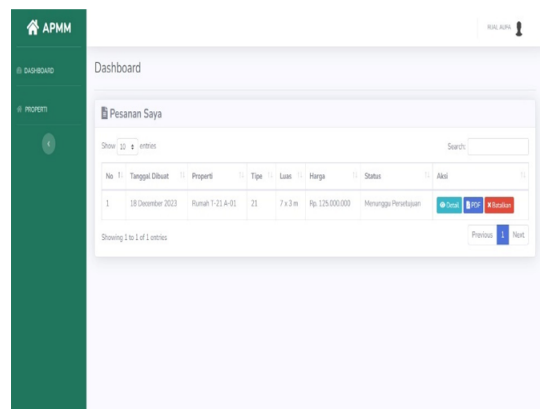 APMM
DASHBOARD
PROPERTI
Dashboard
Pesanan Saya
Show 10 entries
Search:
No Tanggal Dibuat Properti Tipe Luas Harga Status Aksi
1 18 December 2023 Rumah T-21 A-01 21 7 x 3 m Rp. 125.000.000 Menunggu Persetujuan Detail PDF Batalkan
Showing 1 to 1 of 1 entries
Previous 1 Next